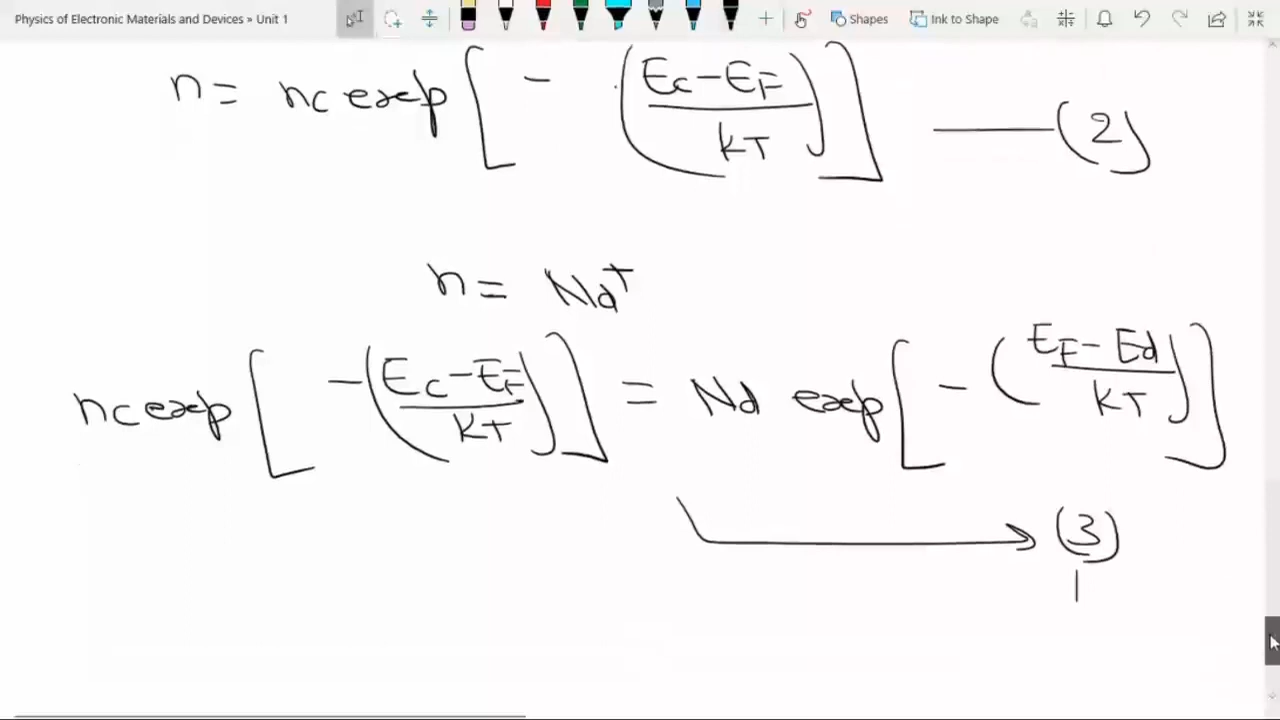 Physics of Electronic Materials and Devices » Unit 1
Shapes Ink to Shape
n = nc exp [ - ( Ec - EF / kT ) ] —— (2)
n = Nd+
nc exp [ - ( Ec - EF / kT ) ] = Nd exp [ - ( EF - Ed / kT ) ]
→ (3)